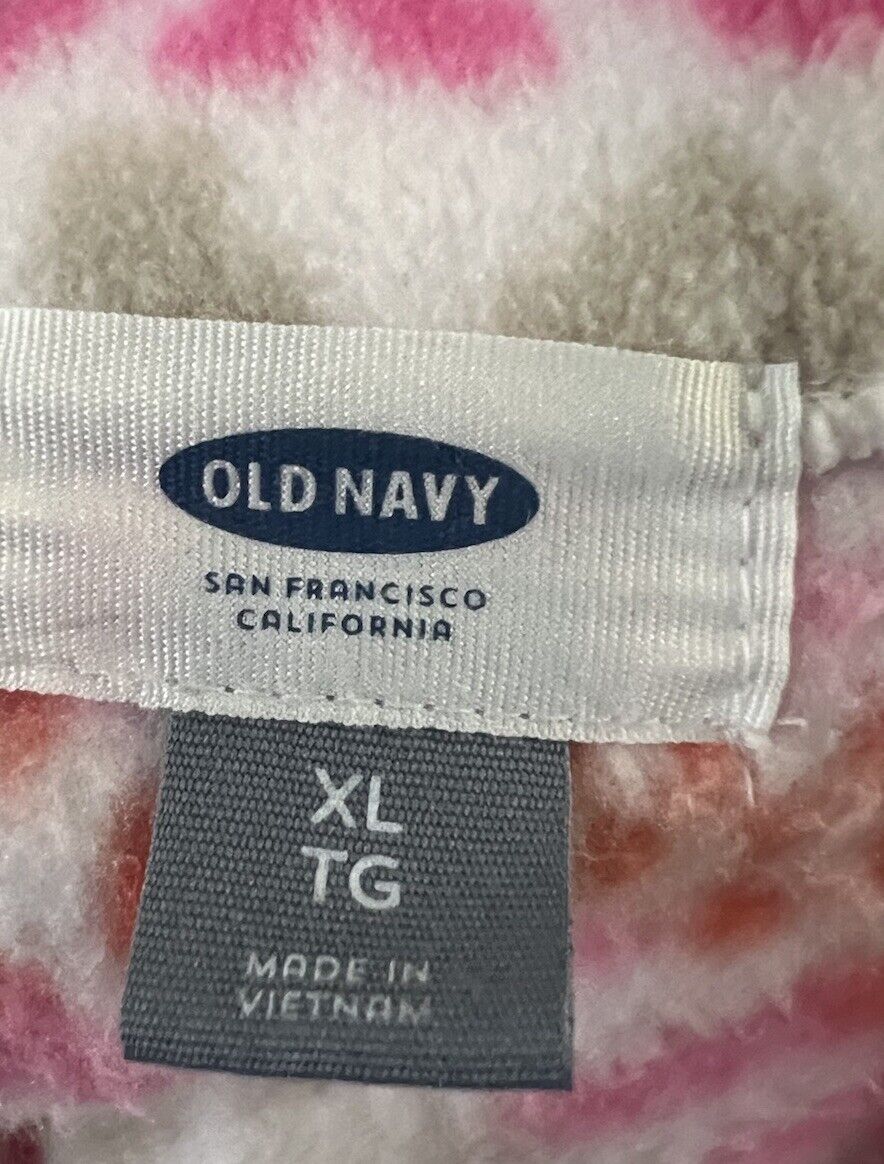 OLD NAVY
SAN FRANCISCO
CALIFORNIA
XL
TG
MADE IN
VIETNAM